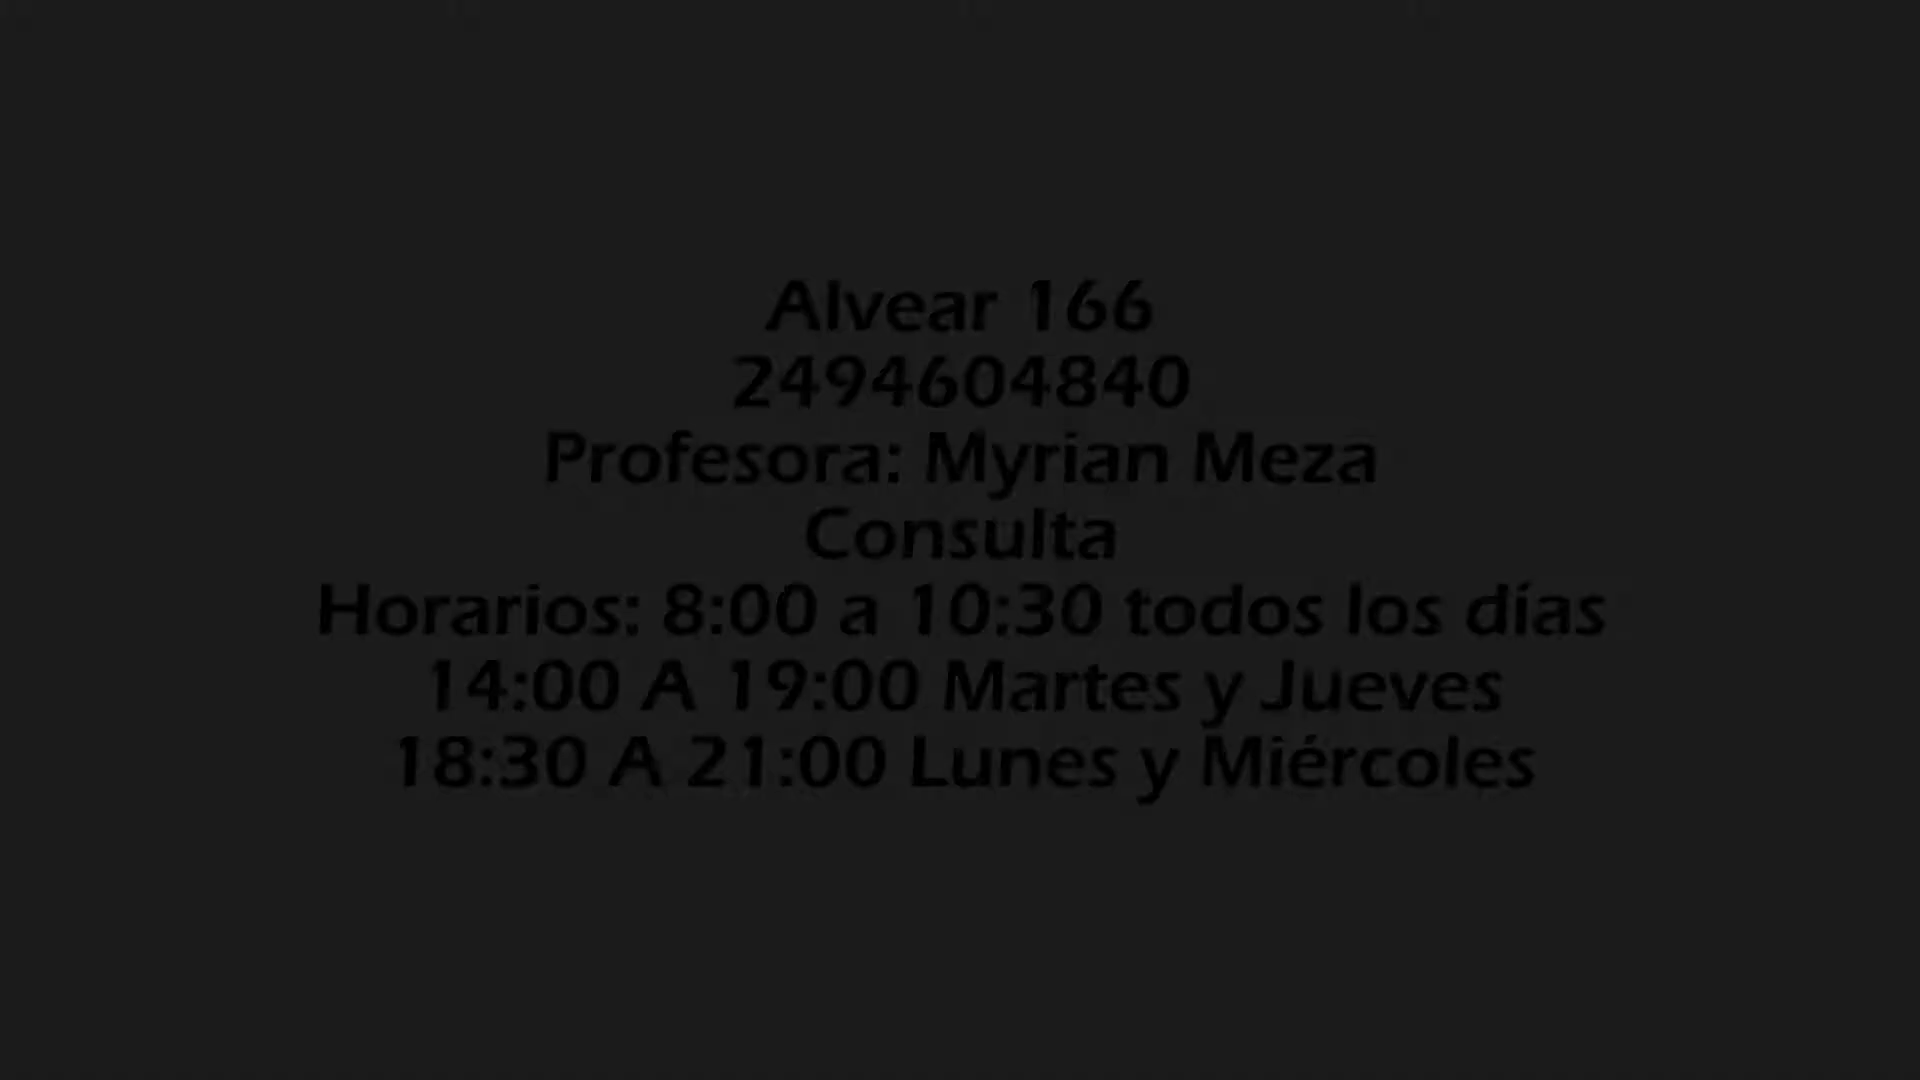 Alvear 166
2494604840
Profesora: Myrian Meza
Consulta
Horarios: 8:00 a 10:30 todos los días
14:00 A 19:00 Martes y Jueves
18:30 A 21:00 Lunes y Miércoles